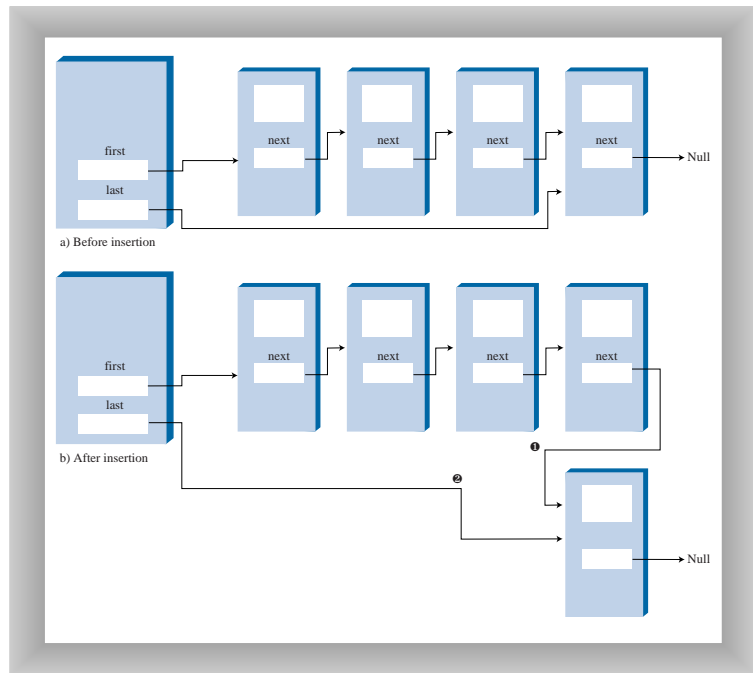 next next next next
first
Null
last
a) Before insertion
first
next next next next
last
❶
b) After insertion
❷
Null